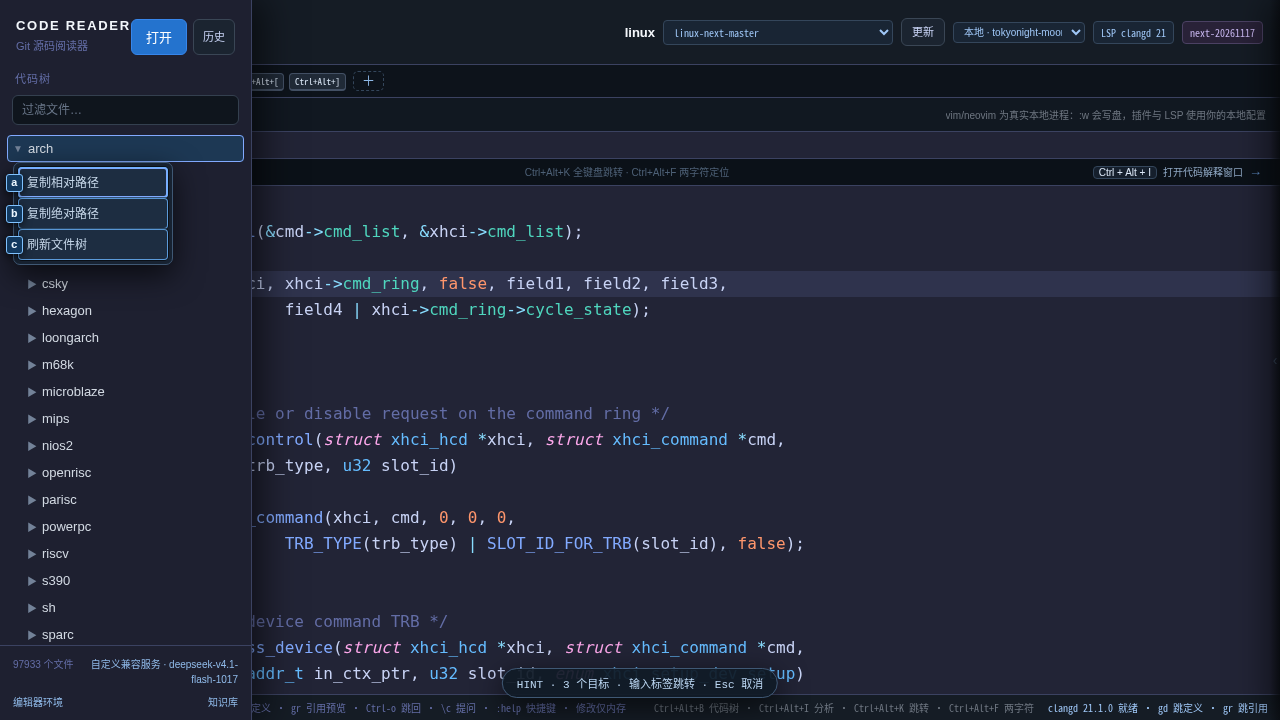 CODE READER
Git 源码阅读器
打开
历史
linux
linux-next-master
更新
本地 · tokyonight-moon
LSP clangd 21
next-20261117
代码树
+Alt+[
Ctrl+Alt+]
+
过滤文件…
vim/neovim 为真实本地进程：:w 会写盘，插件与 LSP 使用你的本地配置
▼ arch
Ctrl+Alt+K 全键盘跳转 · Ctrl+Alt+F 两字符定位
Ctrl + Alt + I 打开代码解释窗口 →
a 复制相对路径
b 复制绝对路径
c 刷新文件树
(&cmd->cmd_list, &xhci->cmd_list);
ci, xhci->cmd_ring, false, field1, field2, field3,
field4 | xhci->cmd_ring->cycle_state);
le or disable request on the command ring */
control(struct xhci_hcd *xhci, struct xhci_command *cmd,
trb_type, u32 slot_id)
_command(xhci, cmd, 0, 0, 0,
TRB_TYPE(trb_type) | SLOT_ID_FOR_TRB(slot_id), false);
device command TRB */
ss_device(struct xhci_hcd *xhci, struct xhci_command *cmd,
addr_t in_ctx_ptr, u32 slot_id, enum xhci_setup_dev setup)
▶ csky
▶ hexagon
▶ loongarch
▶ m68k
▶ microblaze
▶ mips
▶ nios2
▶ openrisc
▶ parisc
▶ powerpc
▶ riscv
▶ s390
▶ sh
▶ sparc
97933 个文件
自定义兼容服务 · deepseek-v4.1-
flash-1017
编辑器环境
知识库
HINT · 3 个目标 · 输入标签跳转 · Esc 取消
定义 · gr 引用预览 · Ctrl-o 跳回 · \c 提问 · :help 快捷键 · 修改仅内存
Ctrl+Alt+B 代码树 · Ctrl+Alt+I 分析 · Ctrl+Alt+K 跳转 · Ctrl+Alt+F 两字符
clangd 21.1.0 就绪 · gd 跳定义 · gr 跳引用